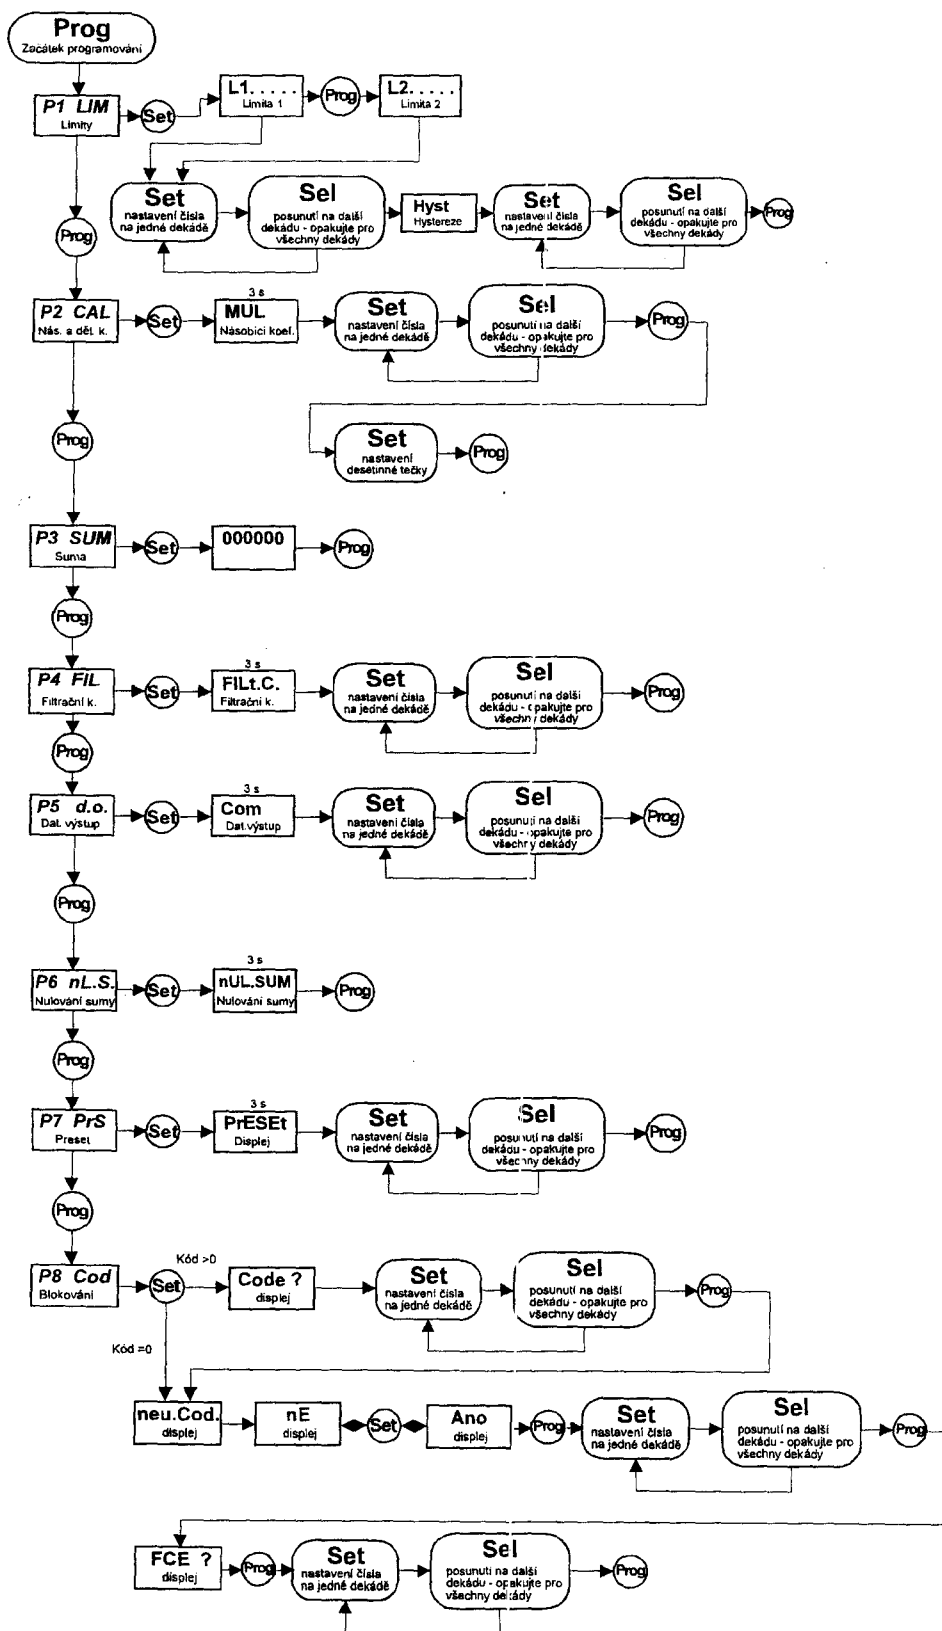 Prog
Začátek programování
P1 LIM
Limity
Set
L1. . . . .
Limita 1
Prog
L2. . . . .
Limita 2
Set
nastavení čísla
na jedné dekádě
Sel
posunutí na další
dekádu - opakujte pro
všechny dekády
Hyst
Hystereze
Set
nastavení čísla
na jedné dekádě
Sel
posunutí na další
dekádu - opakujte pro
všechny dekády
Prog
Prog
P2 CAL
Nás. a děl. k.
Set
3 s
MUL
Násobicí koef.
Set
nastavení čísla
na jedné dekádě
Sel
posunutí na další
dekádu - opakujte pro
všechny dekády
Prog
Prog
Set
nastavení
desetinné tečky
Prog
P3 SUM
Suma
Set
000000
Prog
Prog
P4 FIL
Filtrační k.
Set
3 s
FILt.C.
Filtrační k.
Set
nastavení čísla
na jedné dekádě
Sel
posunutí na další
dekádu - opakujte pro
všechny dekády
Prog
Prog
P5 d.o.
Dat. výstup
Set
3 s
Com
Dat.výstup
Set
nastavení čísla
na jedné dekádě
Sel
posunutí na další
dekádu - opakujte pro
všechny dekády
Prog
Prog
P6 nL.S.
Nulování sumy
Set
3 s
nUL.SUM
Nulování sumy
Prog
Prog
P7 PrS
Preset
Set
3 s
PrESEt
Displej
Set
nastavení čísla
na jedné dekádě
Sel
posunutí na další
dekádu - opakujte pro
všechny dekády
Prog
Prog
P8 Cod
Blokování
Set
Kód >0
Code ?
displej
Set
nastavení čísla
na jedné dekádě
Sel
posunutí na další
dekádu - opakujte pro
všechny dekády
Prog
Kód =0
neu.Cod.
displej
nE
displej
Set
Ano
displej
Prog
Set
nastavení čísla
na jedné dekádě
Sel
posunutí na další
dekádu - opakujte pro
všechny dekády
Prog
FCE ?
displej
Prog
Set
nastavení čísla
na jedné dekádě
Sel
posunutí na další
dekádu - opakujte pro
všechny dekády
Prog